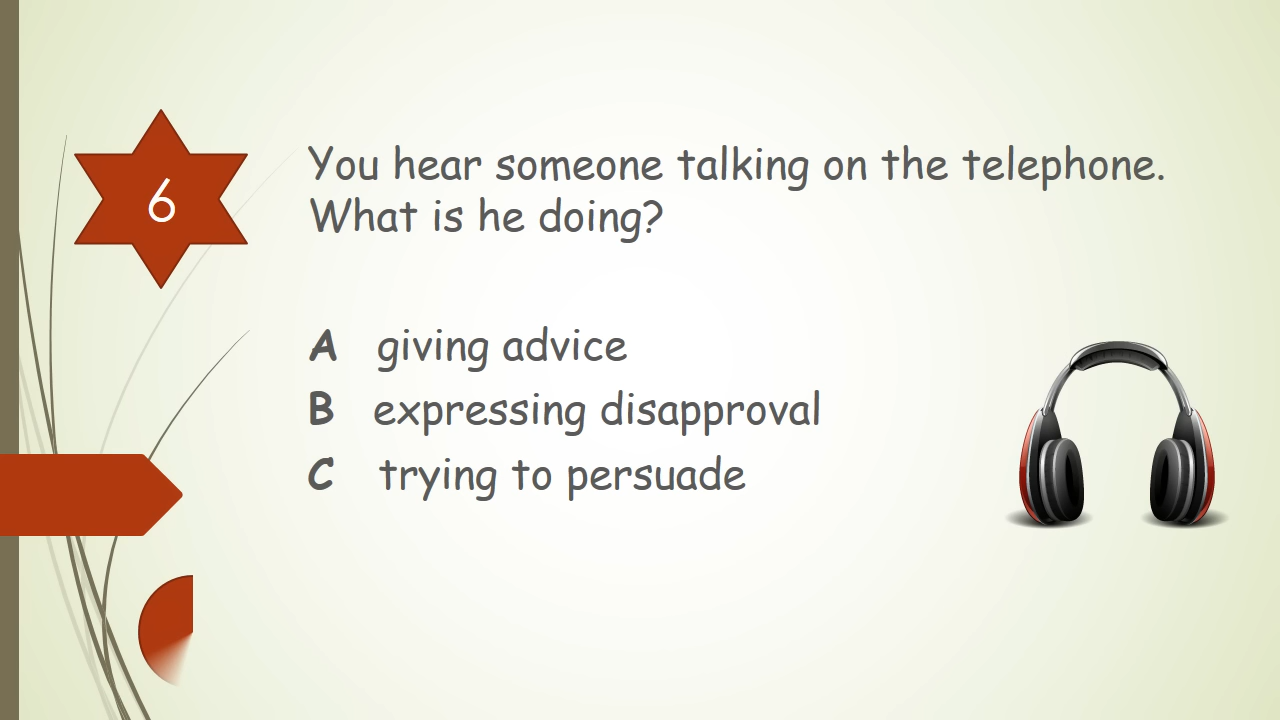 6
You hear someone talking on the telephone.
What is he doing?
A giving advice
B expressing disapproval
C trying to persuade